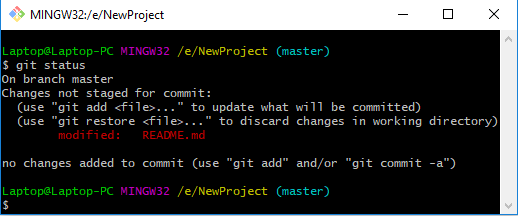 MINGW32:/e/NewProject
Laptop@Laptop-PC MINGW32 /e/NewProject (master)
$ git status
On branch master
Changes not staged for commit:
  (use "git add <file>..." to update what will be committed)
  (use "git restore <file>..." to discard changes in working directory)
        modified:   README.md
no changes added to commit (use "git add" and/or "git commit -a")
Laptop@Laptop-PC MINGW32 /e/NewProject (master)
$